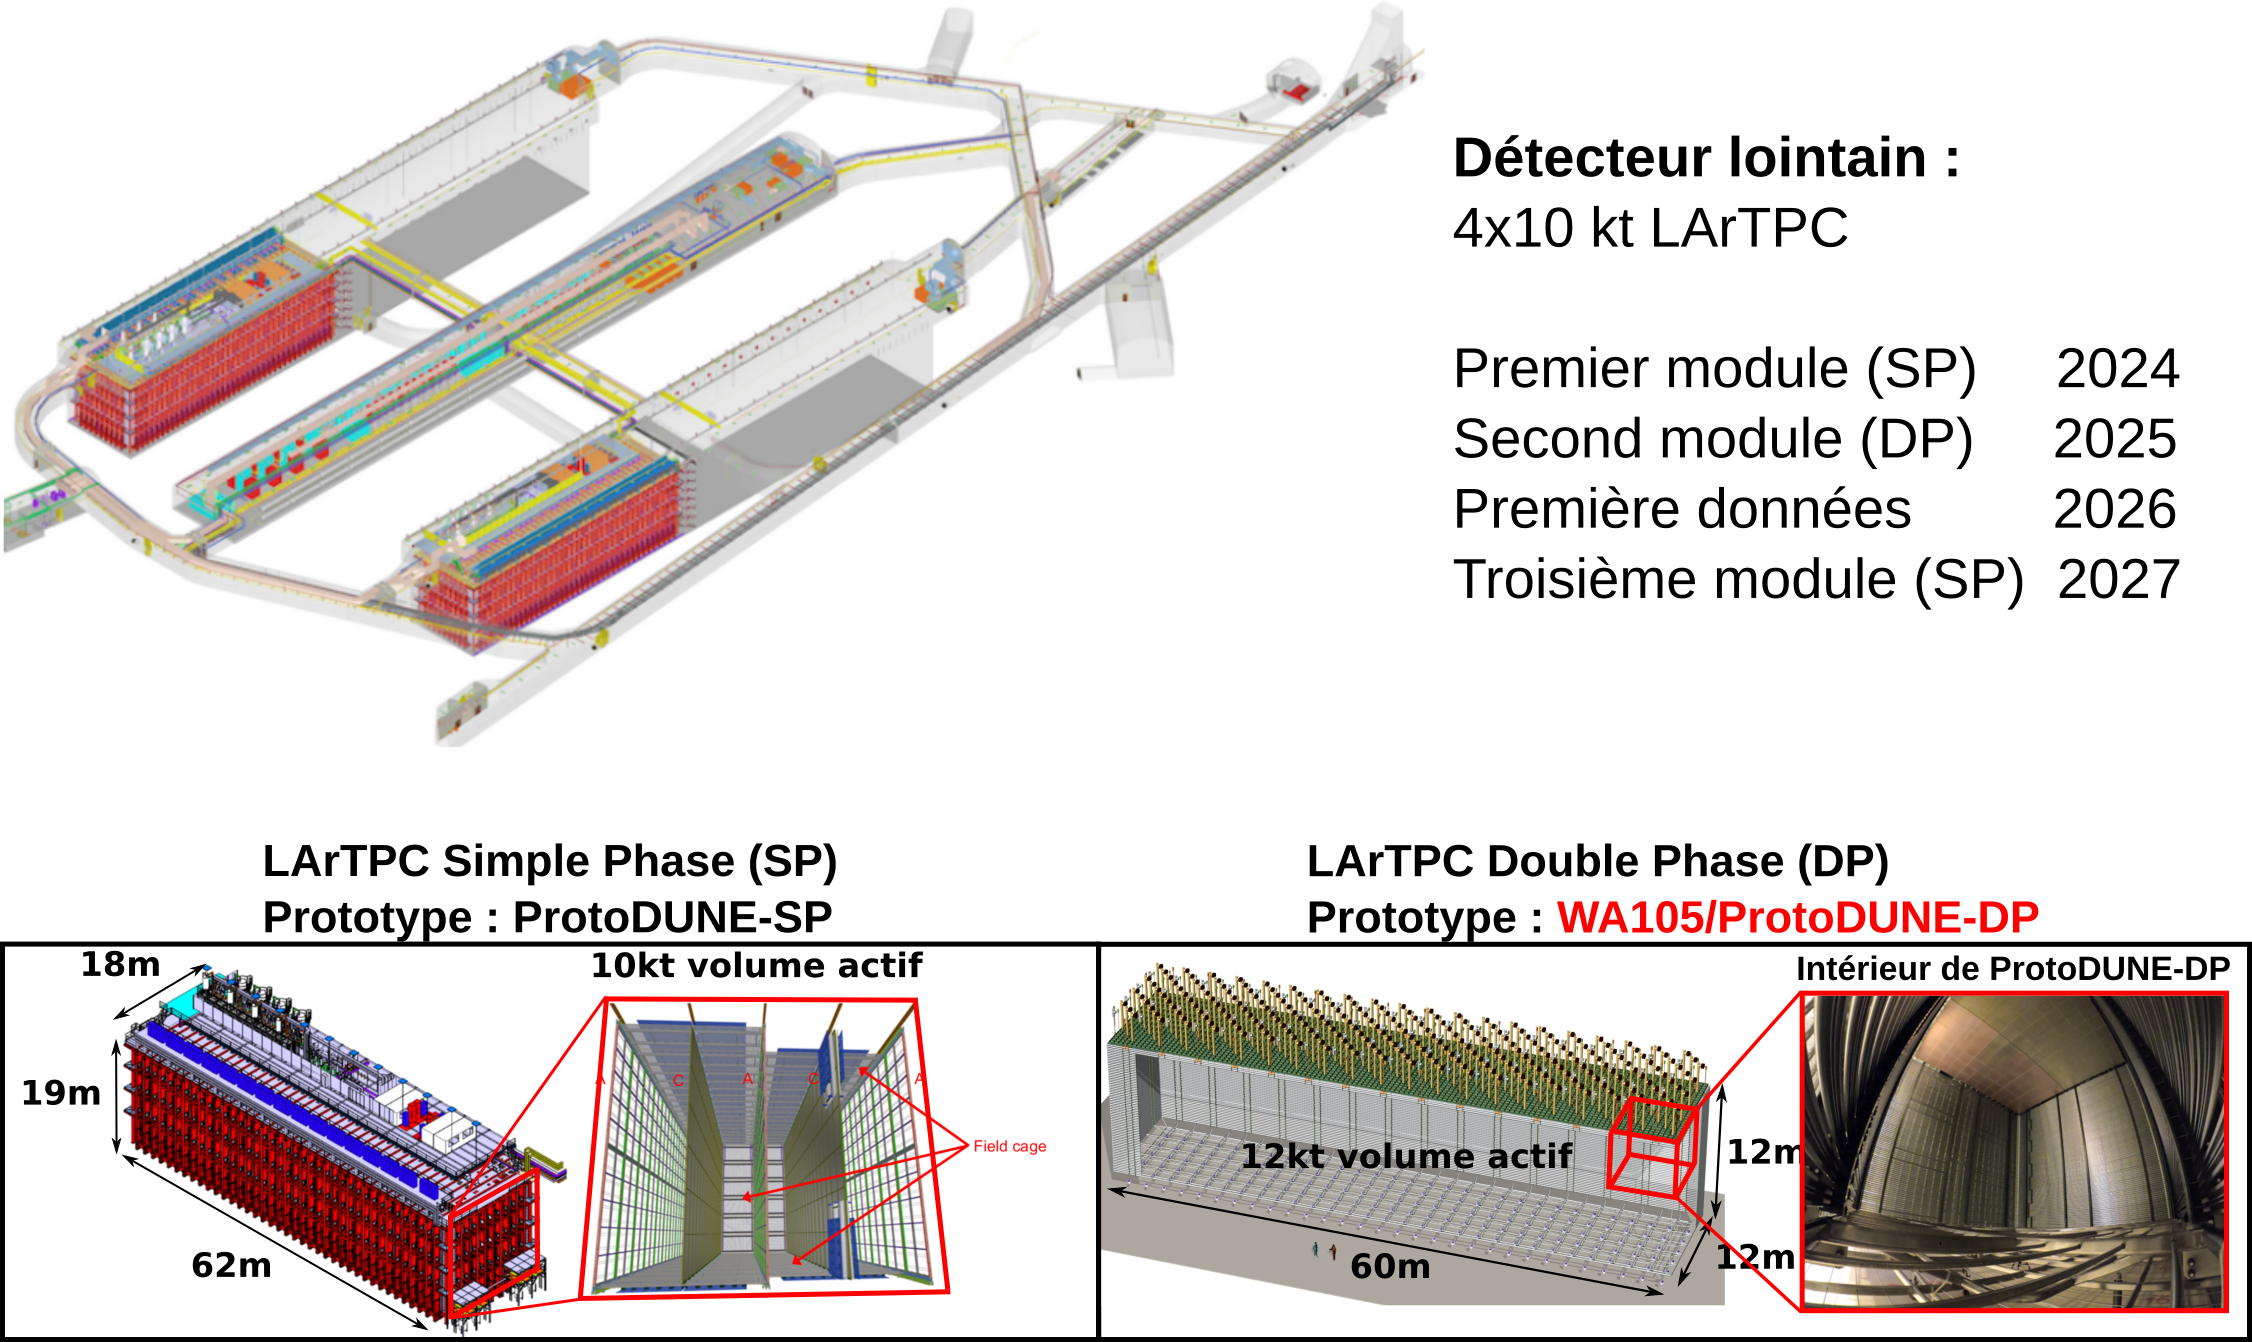 Détecteur lointain :
4x10 kt LArTPC
Premier module (SP) 2024
Second module (DP) 2025
Première données 2026
Troisième module (SP) 2027
LArTPC Simple Phase (SP)
Prototype : ProtoDUNE-SP
LArTPC Double Phase (DP)
Prototype : WA105/ProtoDUNE-DP
18m
10kt volume actif
19m
62m
A C A C A
Field cage
Intérieur de ProtoDUNE-DP
12kt volume actif
12m
60m
12m